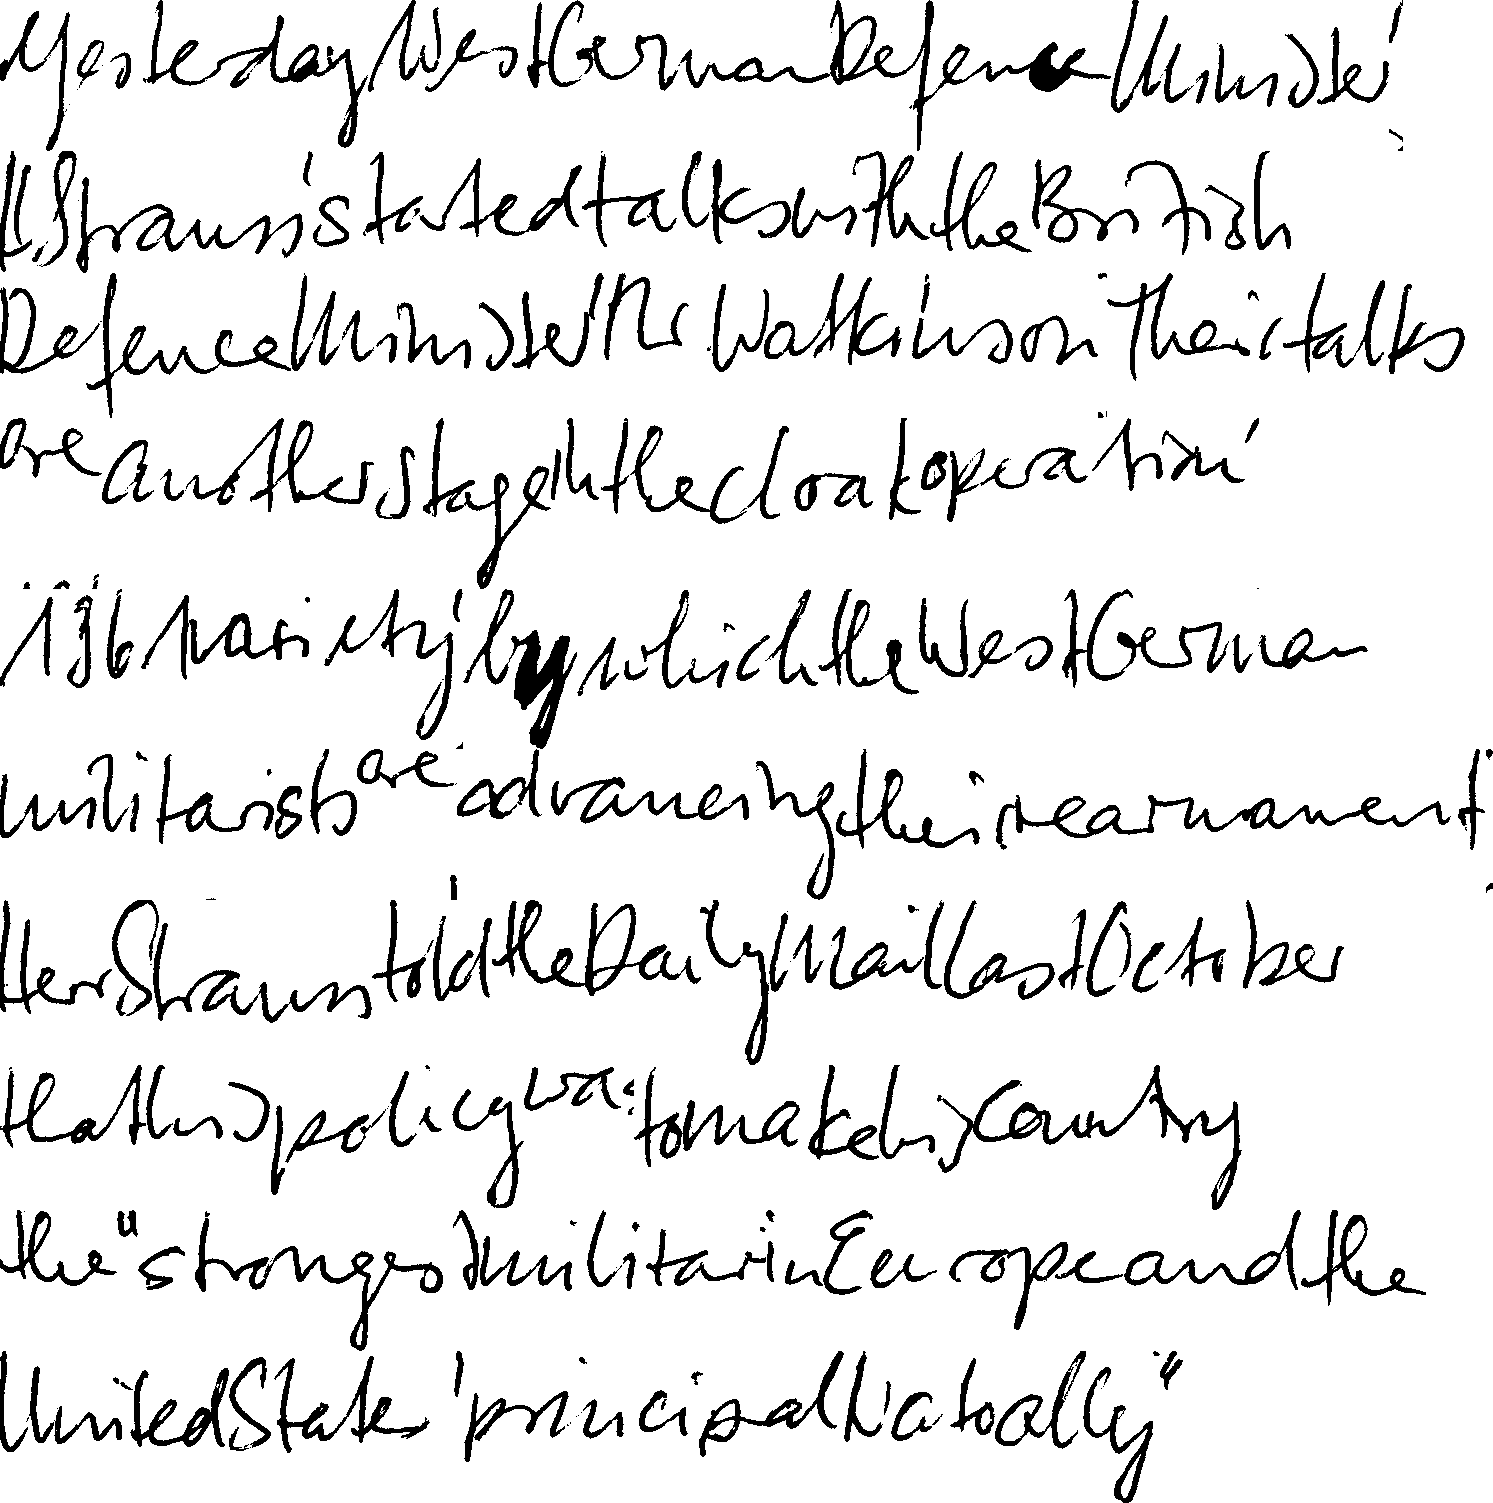 Yesterday West German Defence Minister
H. Strauss started talks with the British
Defence Minister Mr Watkinson Their talks
are another stage in the cloak operation
1961 variety by which the West German
militarists are advancing their rearmament
Herr Strauss told the Daily Mail last October
that his policy was to make his country
the "strongest militar in Europe and the
United States' principal Nato ally"